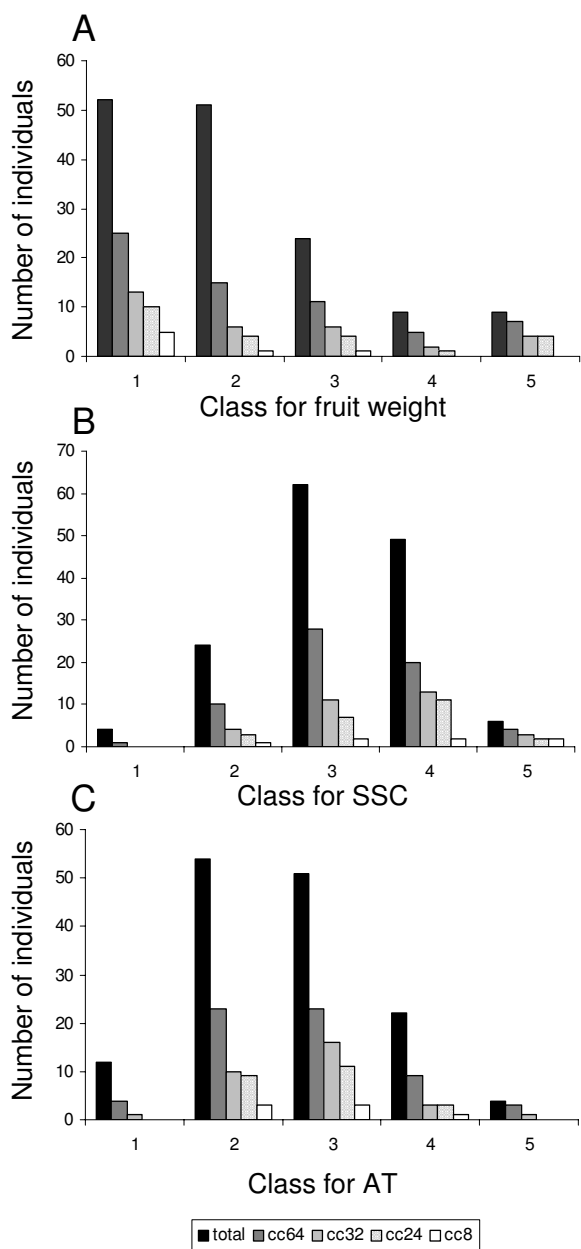 A
Number of individuals
60
50
40
30
20
10
0
1 2 3 4 5
Class for fruit weight
B
Number of individuals
70
60
50
40
30
20
10
0
1 2 3 4 5
Class for SSC
C
Number of individuals
60
50
40
30
20
10
0
1 2 3 4 5
Class for AT
total cc64 cc32 cc24 cc8